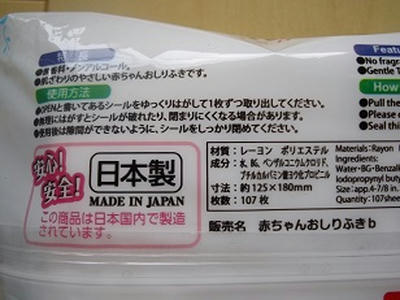 特長
香料・ノンアルコール。
●肌ざわりのやさしい赤ちゃんおしりふきです。
使用方法
●OPENと書いてあるシールをゆっくりはがして1枚ずつ取り出してください。
●無理にはがすとシールが破れたり、閉まりにくくなる場合があります。
●使用後は隙間ができないように、シールをしっかり閉めてください。
安心!
安全!
日本製
MADE IN JAPAN
この商品は日本国内で製造
されています。
材質:レーヨン ポリエステル
成分:水、BG、ベンザルコニウムクロリド、
ブチルカルバミン酸ヨウ化プロピニル
寸法:約125×180mm
枚数:107枚
販売名 赤ちゃんおしりふきb
Featu
●No fragr
●Gentle T
How
●Pull the
●Please
●Seal this
Materials:Rayon
Ingredients:
Water・BG・Benzalk
Iodopropynyl butyl
Size:app.4-7/8 in.
Quantity:107shee